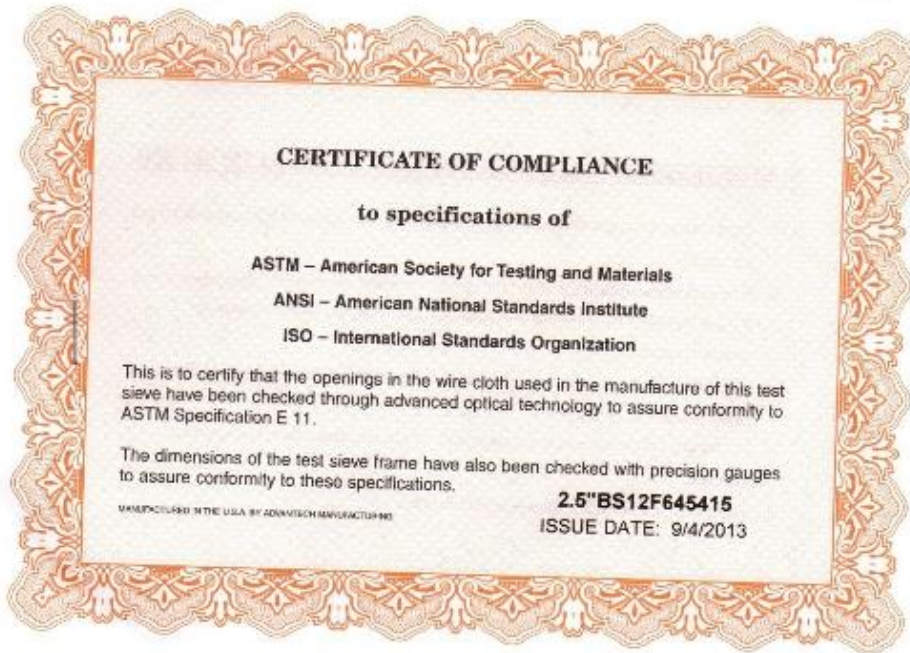 CERTIFICATE OF COMPLIANCE
to specifications of
ASTM – American Society for Testing and Materials
ANSI – American National Standards Institute
ISO – International Standards Organization
This is to certify that the openings in the wire cloth used in the manufacture of this test
sieve have been checked through advanced optical technology to assure conformity to
ASTM Specification E 11.
The dimensions of the test sieve frame have also been checked with precision gauges
to assure conformity to these specifications.
2.5"BS12F645415
MANUFACTURED IN THE U.S.A. BY ADVANTECH MANUFACTURING
ISSUE DATE: 9/4/2013